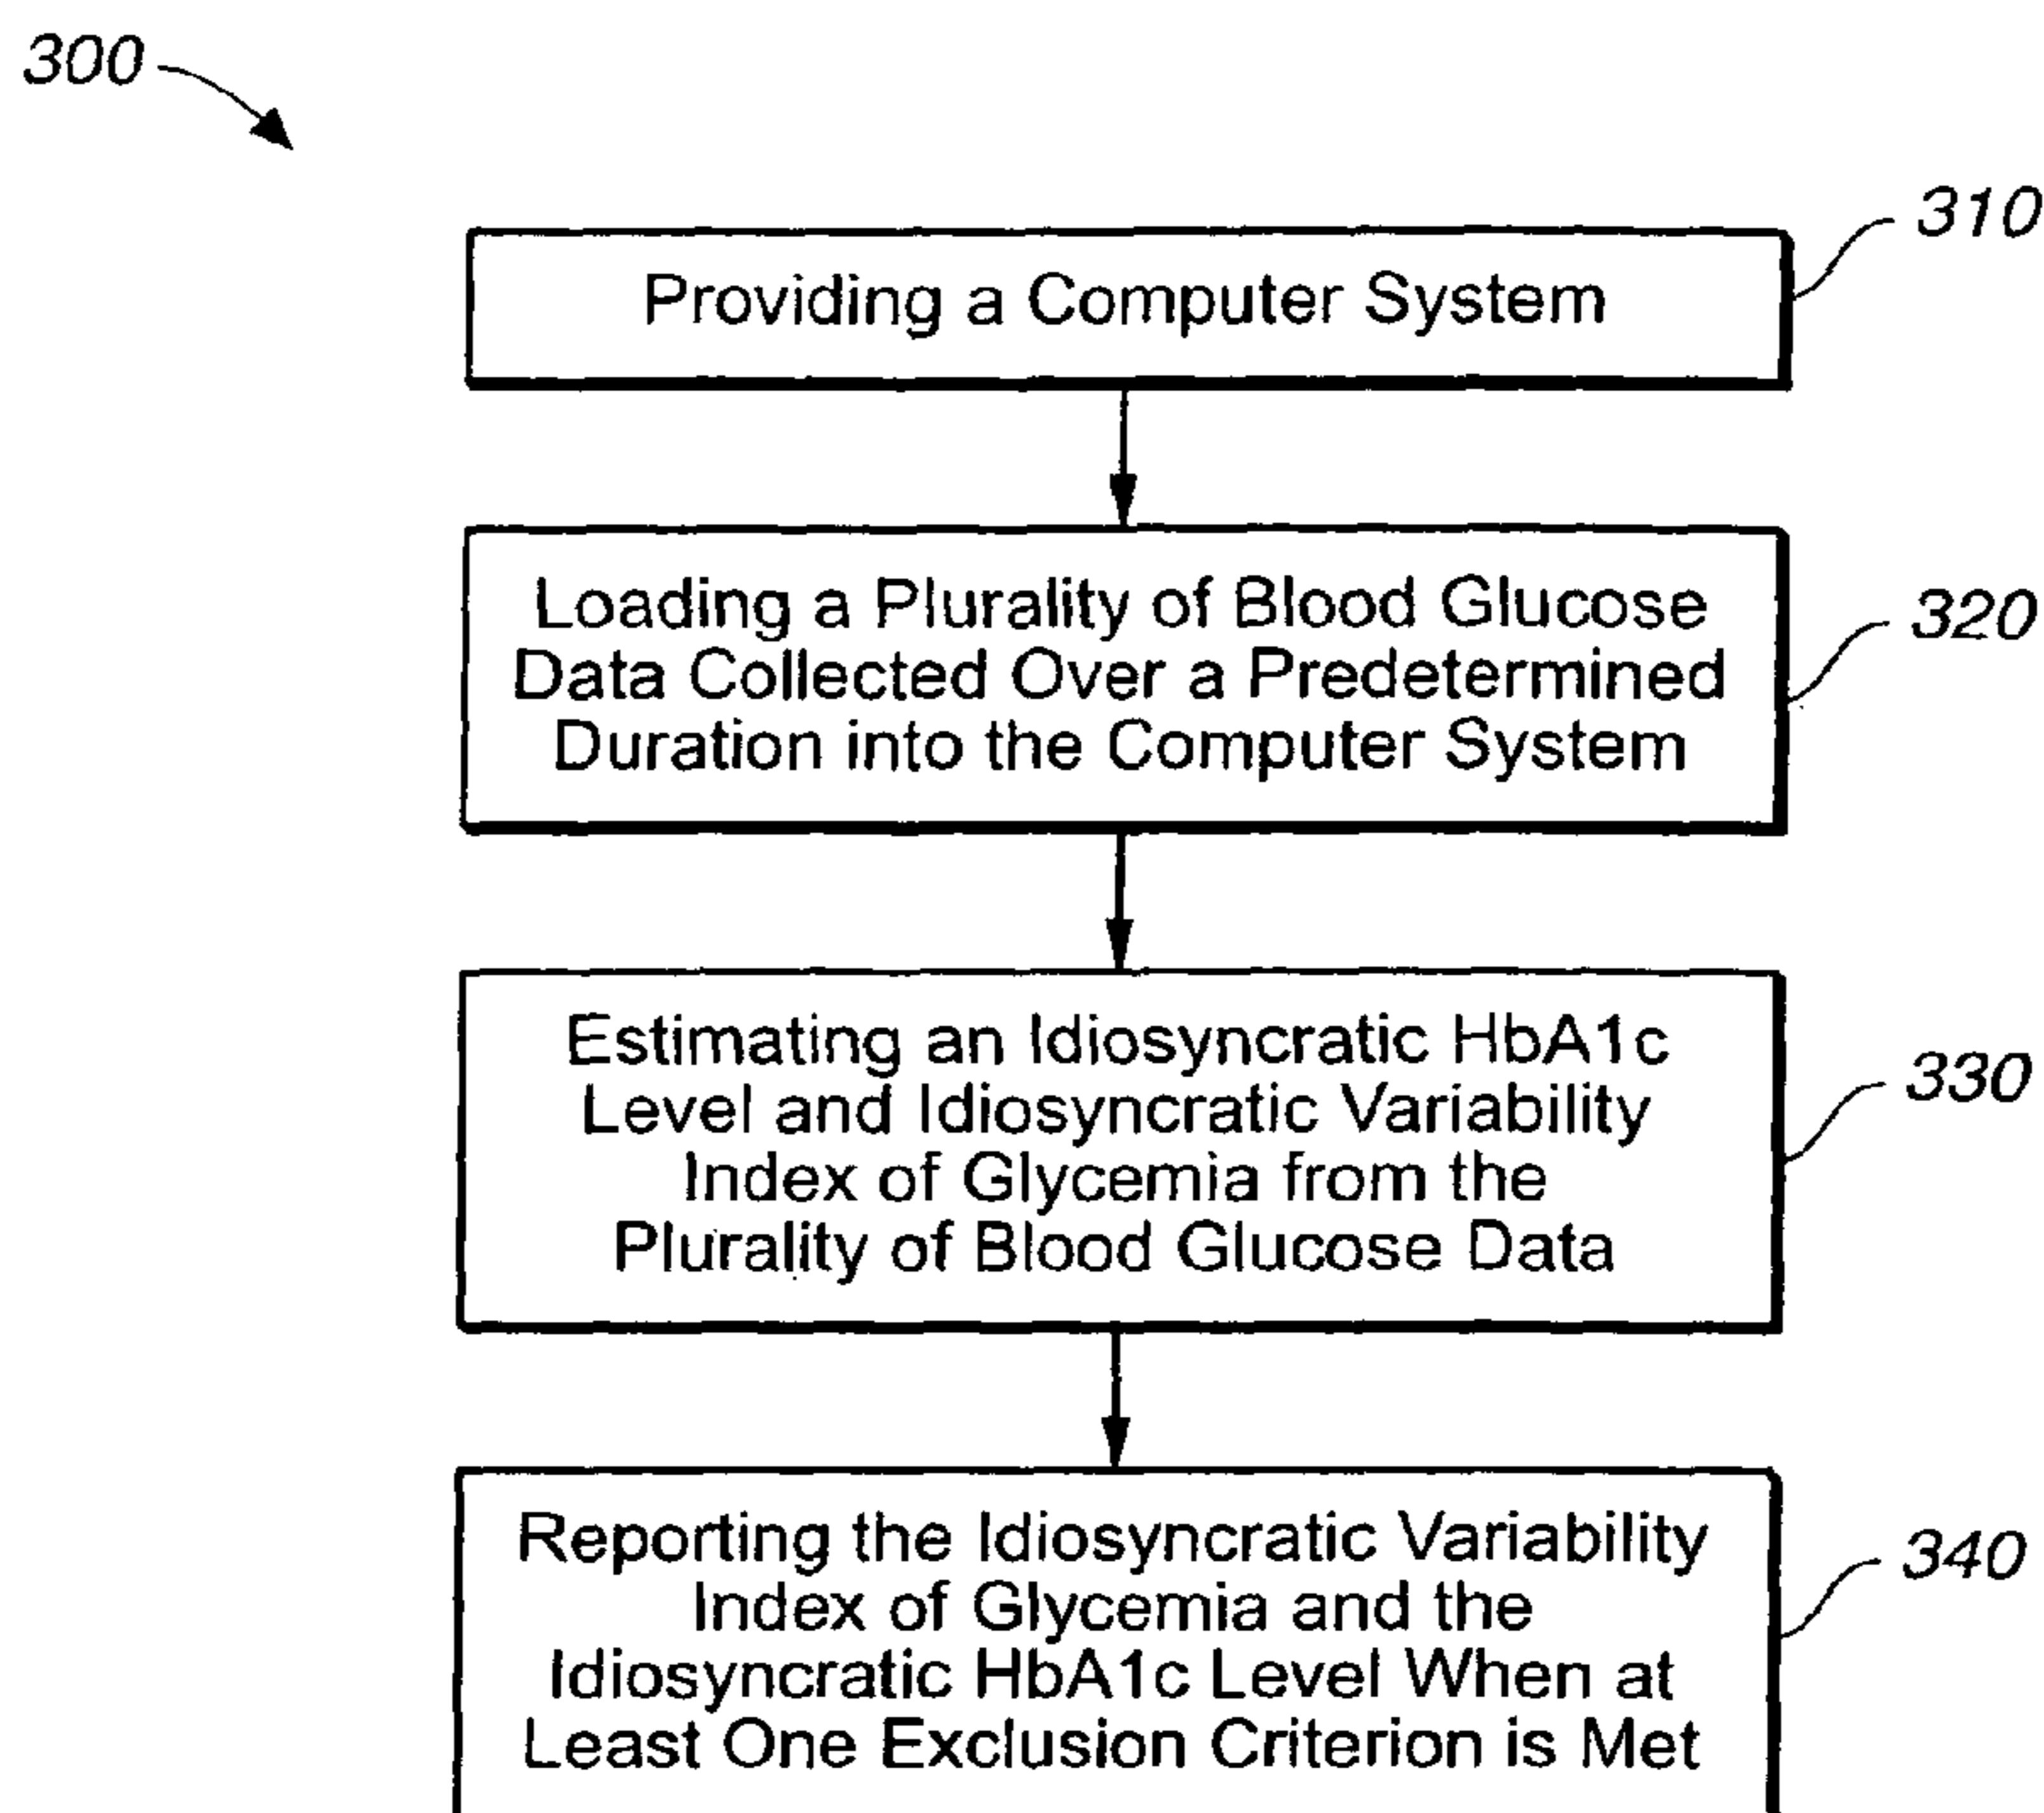 300
310
Providing a Computer System
Loading a Plurality of Blood Glucose
Data Collected Over a Predetermined
Duration into the Computer System
320
Estimating an Idiosyncratic HbA1c
Level and Idiosyncratic Variability
Index of Glycemia from the
Plurality of Blood Glucose Data
330
Reporting the Idiosyncratic Variability
Index of Glycemia and the
Idiosyncratic HbA1c Level When at
Least One Exclusion Criterion is Met
340